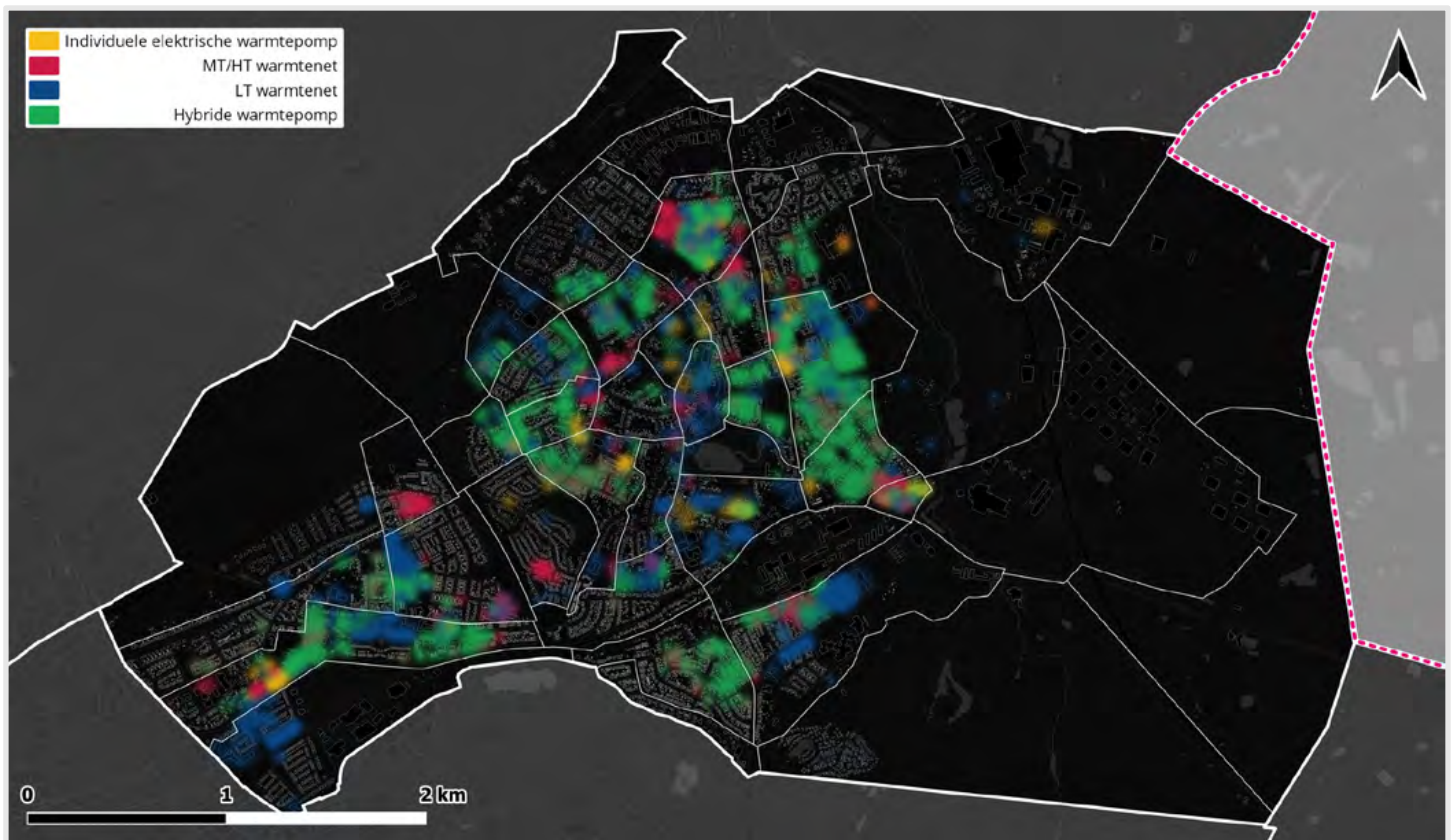 Individuele elektrische warmtepomp
MT/HT warmtenet
LT warmtenet
Hybride warmtepomp
0 1 2 km